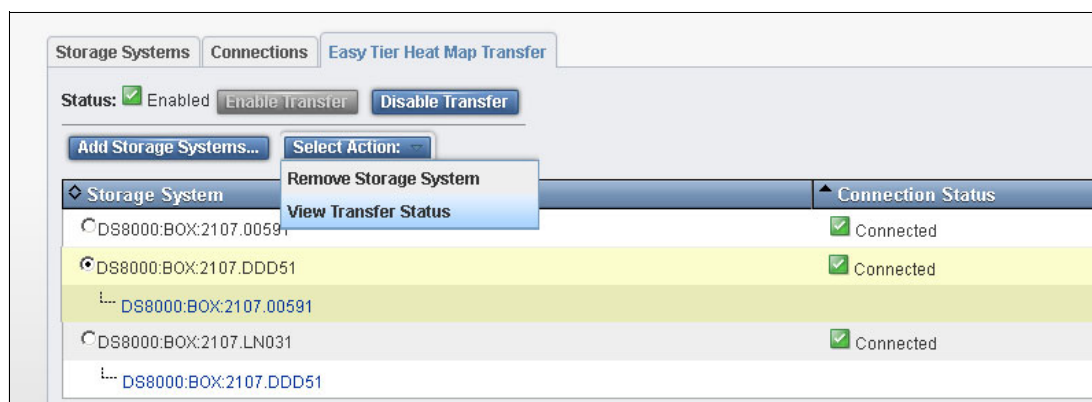 Storage Systems Connections Easy Tier Heat Map Transfer
Status: Enabled Enable Transfer Disable Transfer
Add Storage Systems... Select Action:
Remove Storage System
View Transfer Status
Storage System Connection Status
DS8000:BOX:2107.00591 Connected
DS8000:BOX:2107.DDD51 Connected
DS8000:BOX:2107.00591
DS8000:BOX:2107.LN031 Connected
DS8000:BOX:2107.DDD51